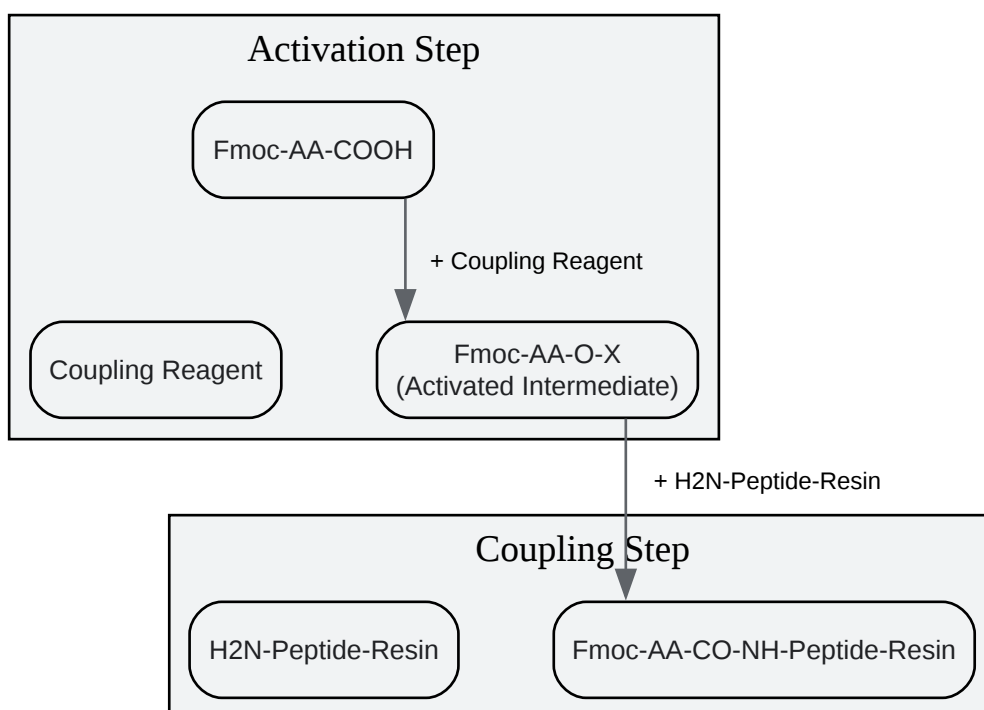 Activation Step
Fmoc-AA-COOH
+ Coupling Reagent
Coupling Reagent
Fmoc-AA-O-X
(Activated Intermediate)
+ H2N-Peptide-Resin
Coupling Step
H2N-Peptide-Resin
Fmoc-AA-CO-NH-Peptide-Resin